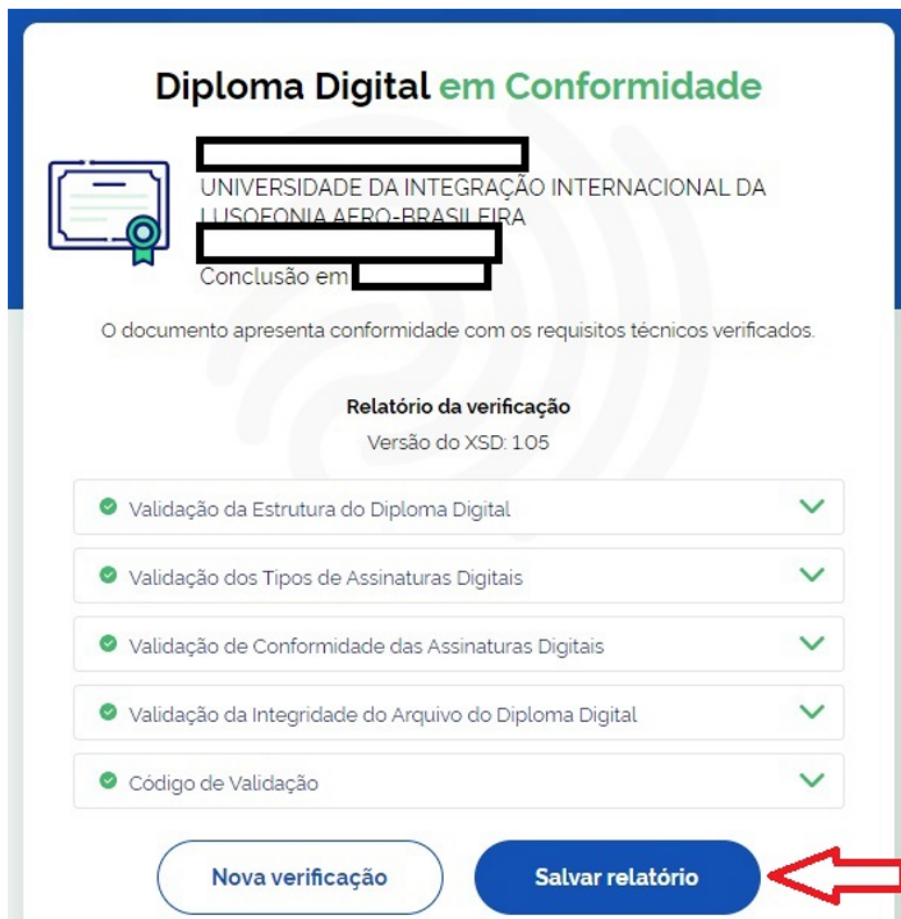 Diploma Digital em Conformidade
UNIVERSIDADE DA INTEGRAÇÃO INTERNACIONAL DA
LUSOFONIA AFRO-BRASILEIRA
Conclusão em
O documento apresenta conformidade com os requisitos técnicos verificados.
Relatório da verificação
Versão do XSD: 1.05
Validação da Estrutura do Diploma Digital
Validação dos Tipos de Assinaturas Digitais
Validação de Conformidade das Assinaturas Digitais
Validação da Integridade do Arquivo do Diploma Digital
Código de Validação
Nova verificação
Salvar relatório